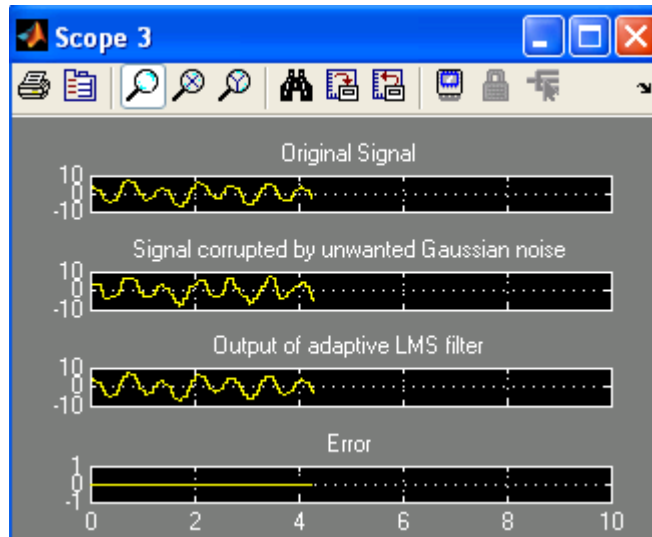 Scope 3
Original Signal
10
0
-10
Signal corrupted by unwanted Gaussian noise
10
0
-10
Output of adaptive LMS filter
10
0
-10
Error
1
0
-1
0 2 4 6 8 10